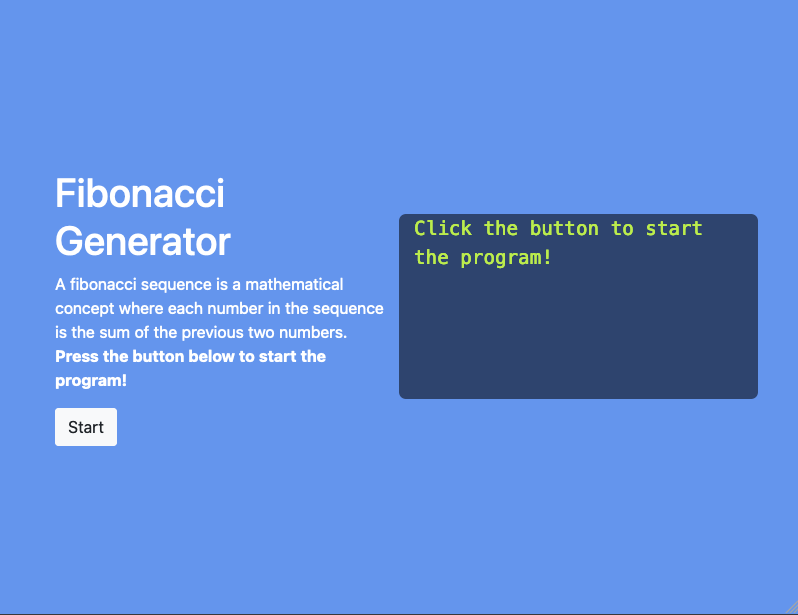 Fibonacci
Generator
A fibonacci sequence is a mathematical
concept where each number in the sequence
is the sum of the previous two numbers.
Press the button below to start the
program!
Start
Click the button to start
the program!